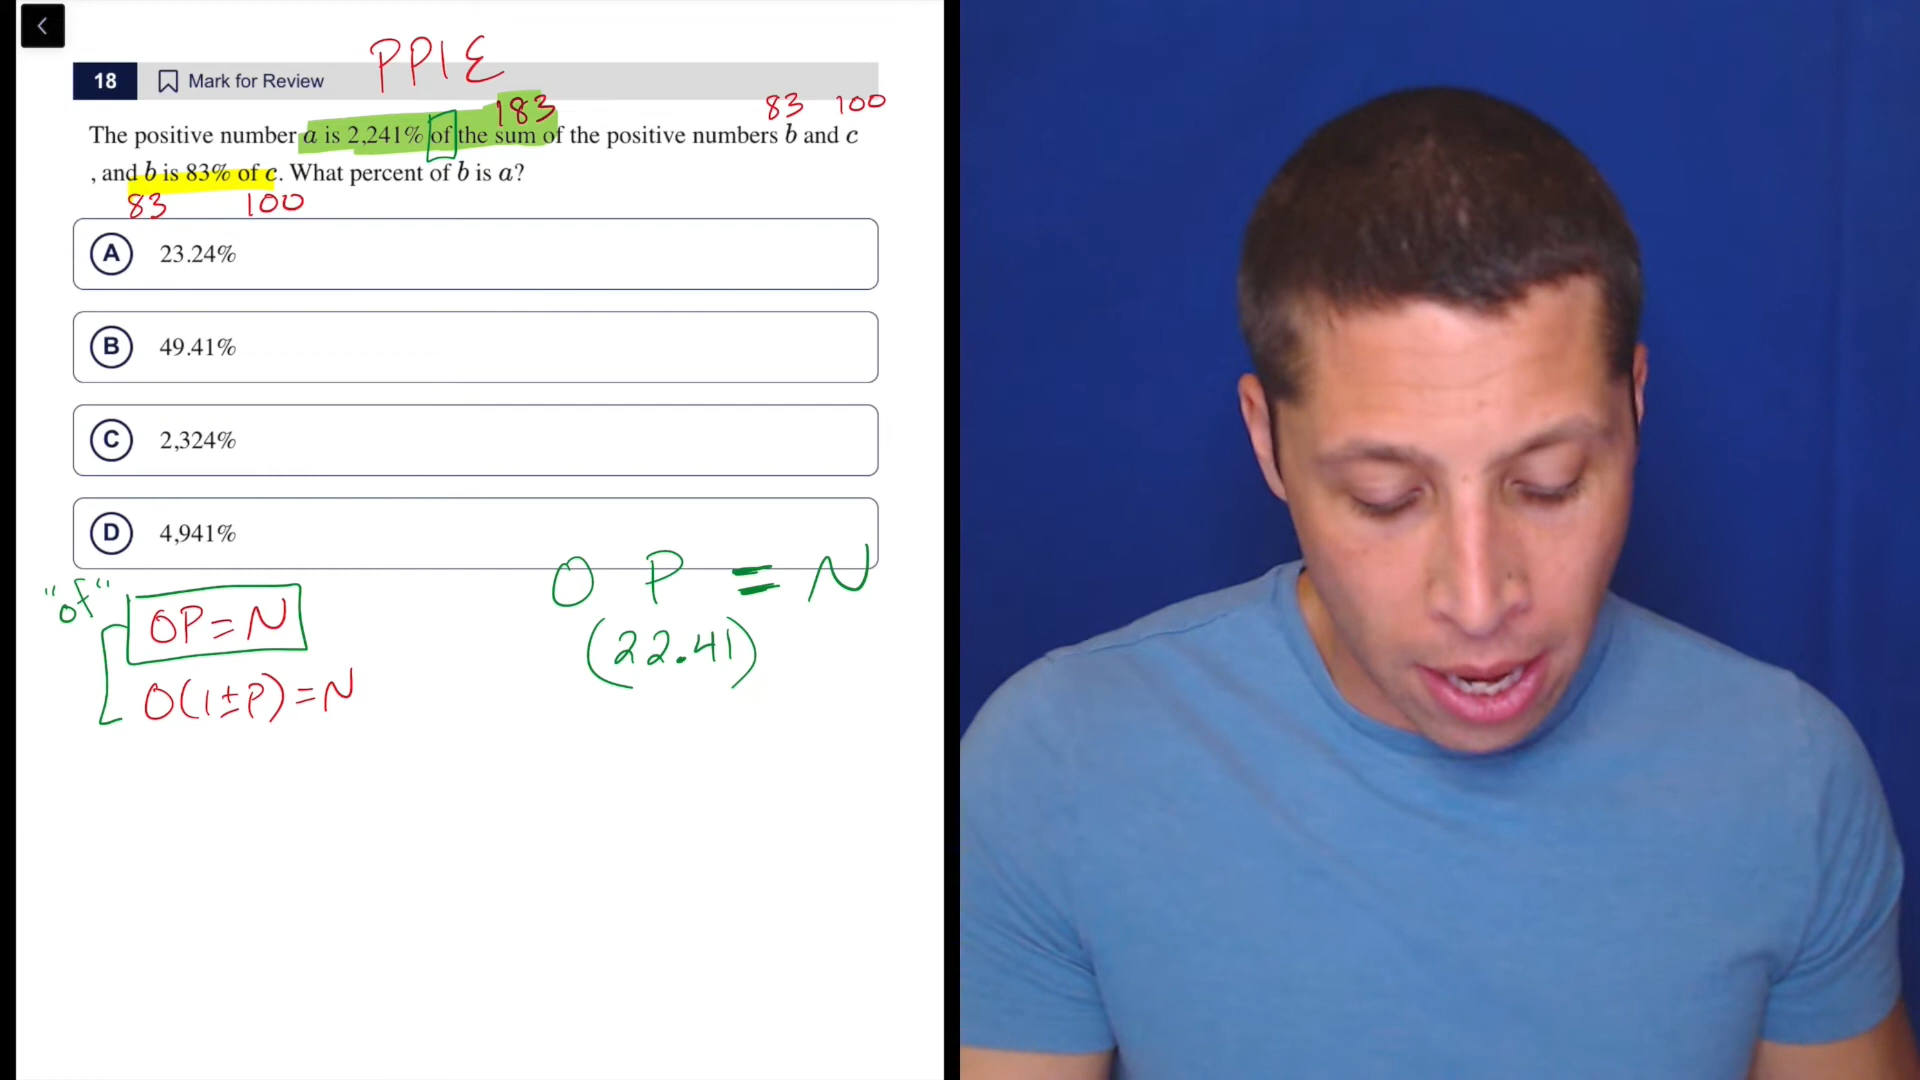 PPIE
18 Mark for Review
183 83 100
The positive number a is 2,241% of the sum of the positive numbers b and c
, and b is 83% of c. What percent of b is a?
83 100
A 23.24%
B 49.41%
C 2,324%
D 4,941%
"of" OP=N
O(1±P)=N
O P = N
(22.41)